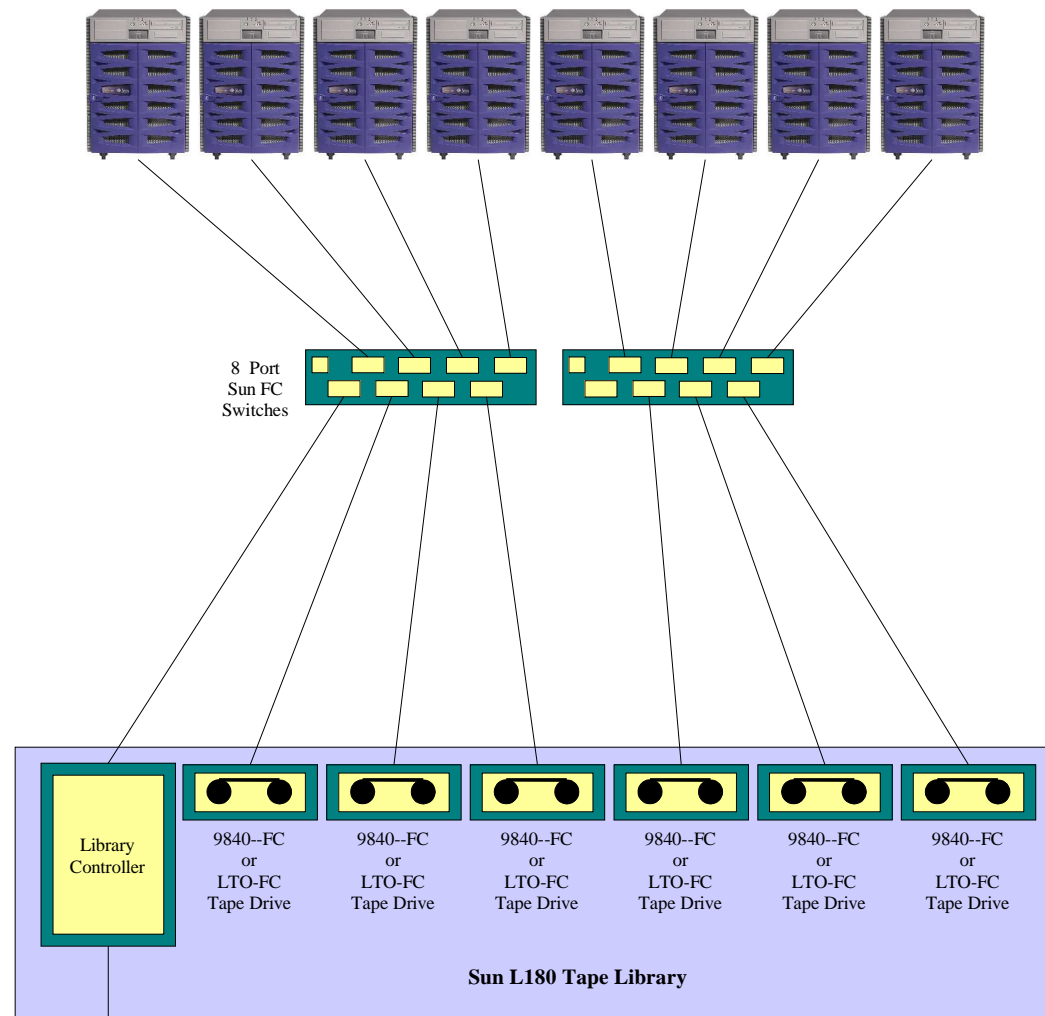 8 Port
Sun FC
Switches
Library
Controller
9840--FC
or
LTO-FC
Tape Drive
9840--FC
or
LTO-FC
Tape Drive
9840--FC
or
LTO-FC
Tape Drive
9840--FC
or
LTO-FC
Tape Drive
9840--FC
or
LTO-FC
Tape Drive
9840--FC
or
LTO-FC
Tape Drive
Sun L180 Tape Library